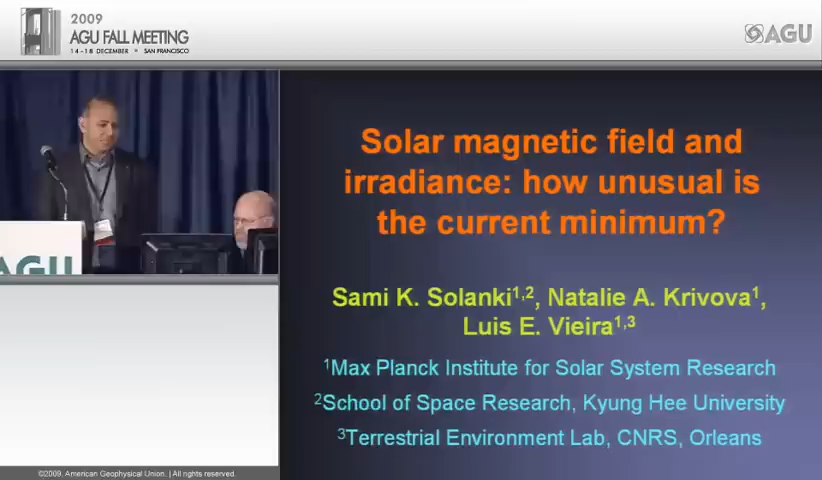 2009
AGU FALL MEETING
14 - 18 DECEMBER • SAN FRANCISCO
AGU
AGU
Solar magnetic field and
irradiance: how unusual is
the current minimum?
Sami K. Solanki1,2, Natalie A. Krivova1,
Luis E. Vieira1,3
1Max Planck Institute for Solar System Research
2School of Space Research, Kyung Hee University
3Terrestrial Environment Lab, CNRS, Orleans
©2009. American Geophysical Union. | All rights reserved.